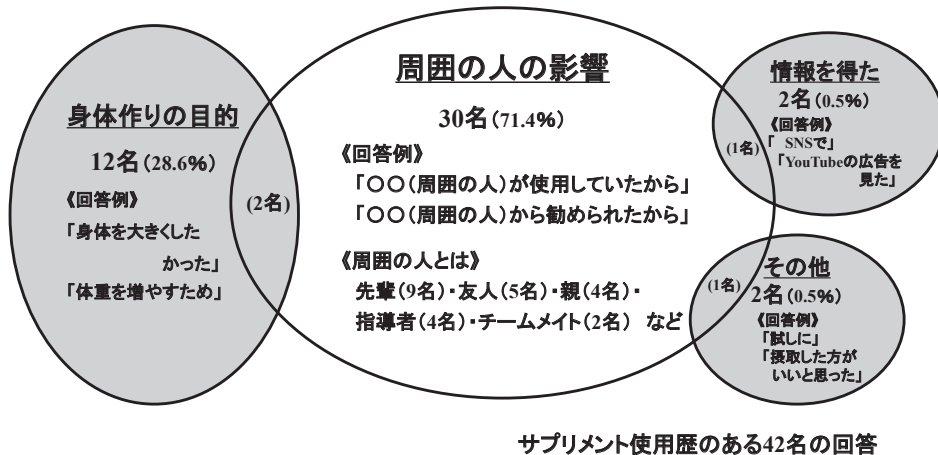 身体作りの目的
12名(28.6%)
《回答例》
「身体を大きくした
かった」
「体重を増やすため」
(2名)
周囲の人の影響
30名(71.4%)
《回答例》
「〇〇(周囲の人)が使用していたから」
「〇〇(周囲の人)から勧められたから」
《周囲の人とは》
先輩(9名)・友人(5名)・親(4名)・
指導者(4名)・チームメイト(2名) など
(1名)
情報を得た
2名(0.5%)
《回答例》
「 SNSで」
「YouTubeの広告を
見た」
(1名)
その他
2名(0.5%)
《回答例》
「試しに」
「摂取した方が
いいと思った」
サプリメント使用歴のある42名の回答